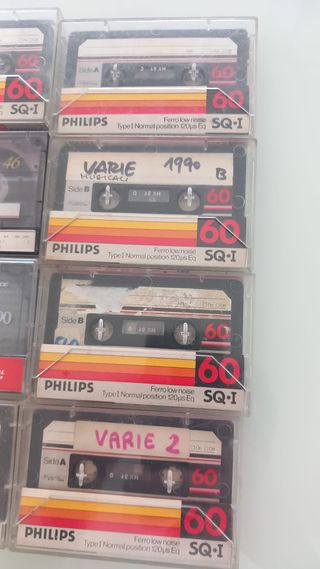 60
SQ·I
Side A
60
60
PHILIPS
Ferro low noise
Type I Normal position 120µs Eq
SQ·I
46
VARIE 1990
MUSICALI
B
Side B
60
60
PHILIPS
Ferro low noise
Type I Normal position 120µs Eq
SQ·I
90
Side B
60
60
PHILIPS
Ferro low noise
Type I Normal position 120µs Eq
SQ·I
VARIE 2
Side A
60
60
PHILIPS
Ferro low noise
Type I Normal position 120µs Eq
SQ·I